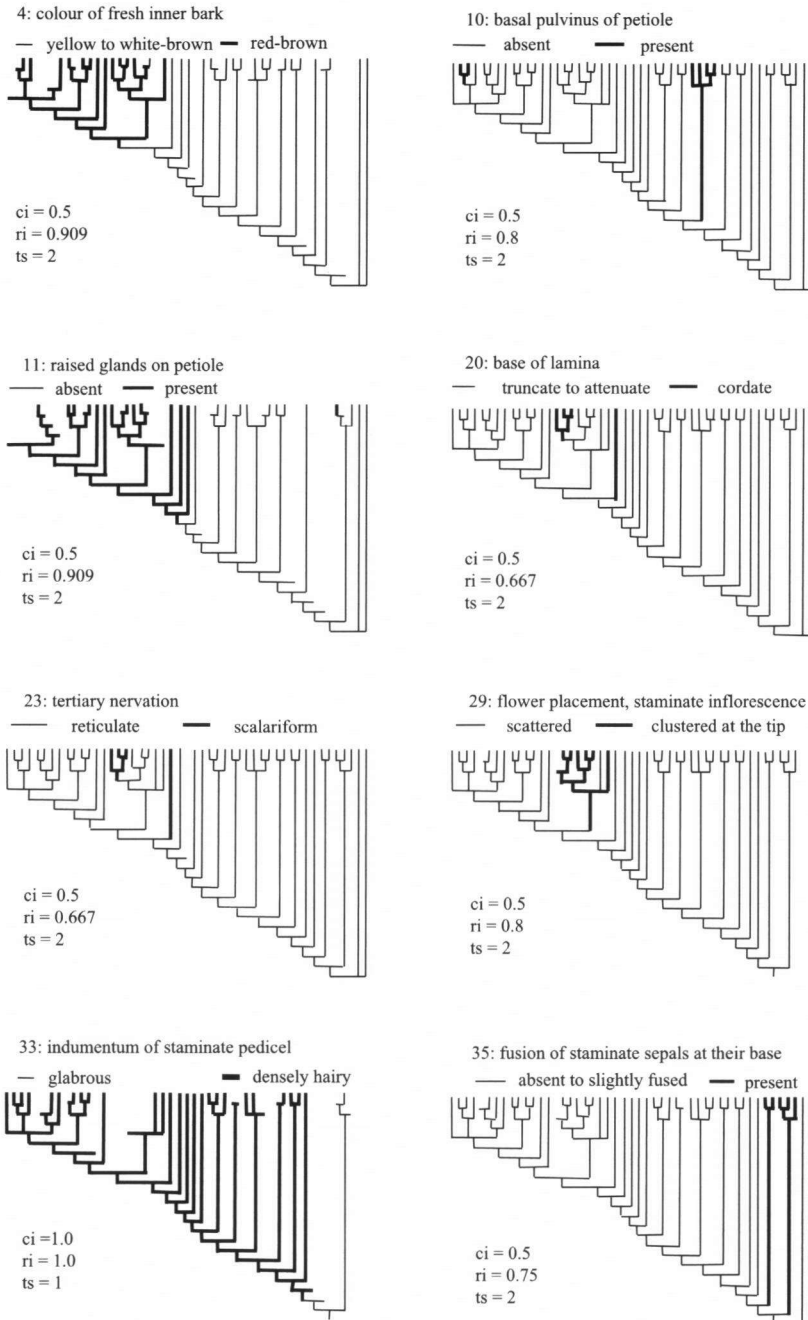 4: colour of fresh inner bark
yellow to white-brown red-brown
ci = 0.5
ri = 0.909
ts = 2
10: basal pulvinus of petiole
absent present
ci = 0.5
ri = 0.8
ts = 2
11: raised glands on petiole
absent present
ci = 0.5
ri = 0.909
ts = 2
20: base of lamina
truncate to attenuate cordate
ci = 0.5
ri = 0.667
ts = 2
23: tertiary nervation
reticulate scalariform
ci = 0.5
ri = 0.667
ts = 2
29: flower placement, staminate inflorescence
scattered clustered at the tip
ci = 0.5
ri = 0.8
ts = 2
33: indumentum of staminate pedicel
glabrous densely hairy
ci =1.0
ri = 1.0
ts = 1
35: fusion of staminate sepals at their base
absent to slightly fused present
ci = 0.5
ri = 0.75
ts = 2